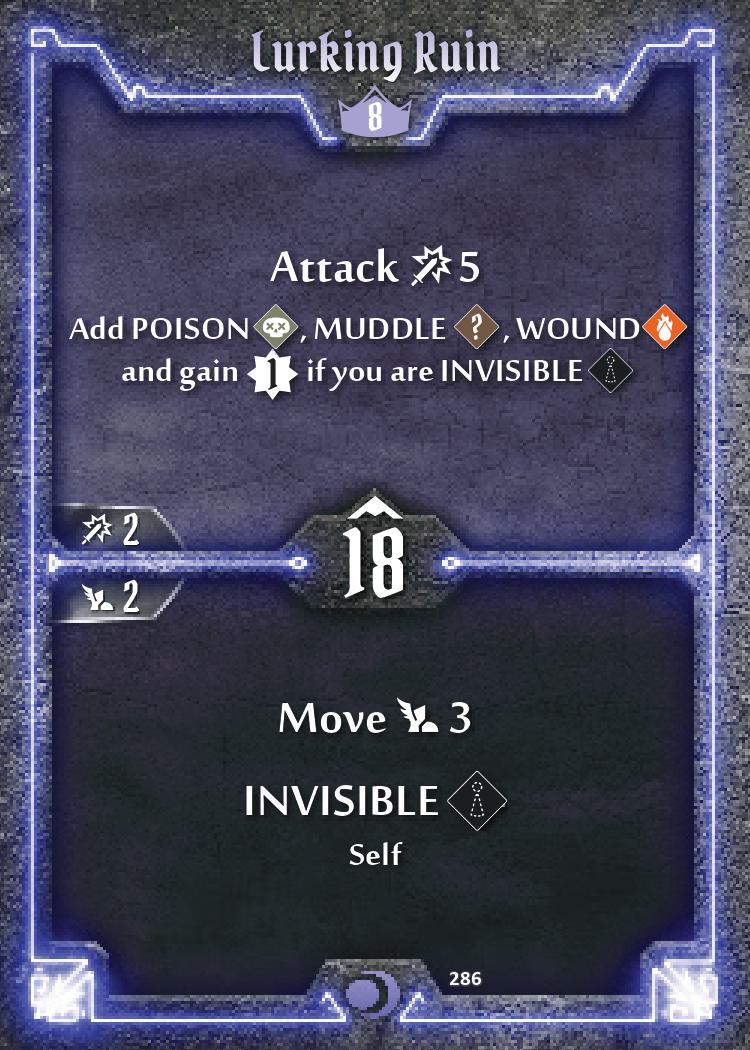 Lurking Ruin
8
Attack 5
Add POISON , MUDDLE , WOUND
and gain 1 if you are INVISIBLE
2
18
2
Move 3
INVISIBLE
Self
286